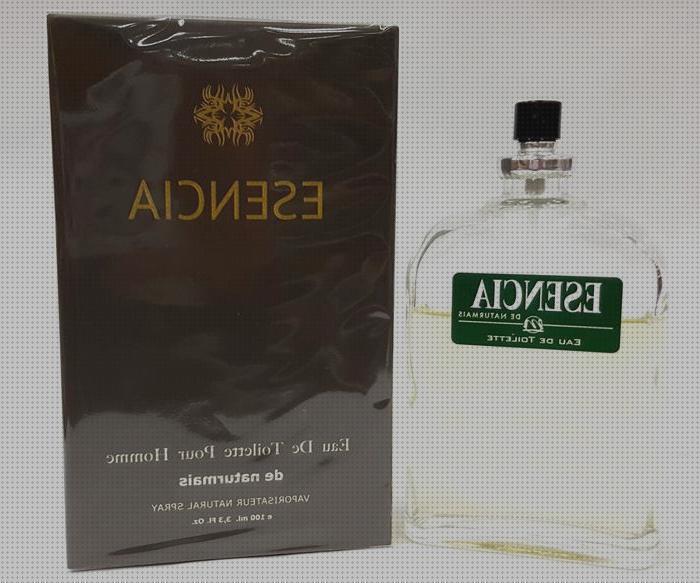 ESENCIA
Eau De Toilette Pour Homme
de naturmais
VAPORISATEUR NATURAL SPRAY
e 100 ml. 3,3 Fl. Oz.
ESENCIA
DE NATURMAIS
EAU DE TOILETTE